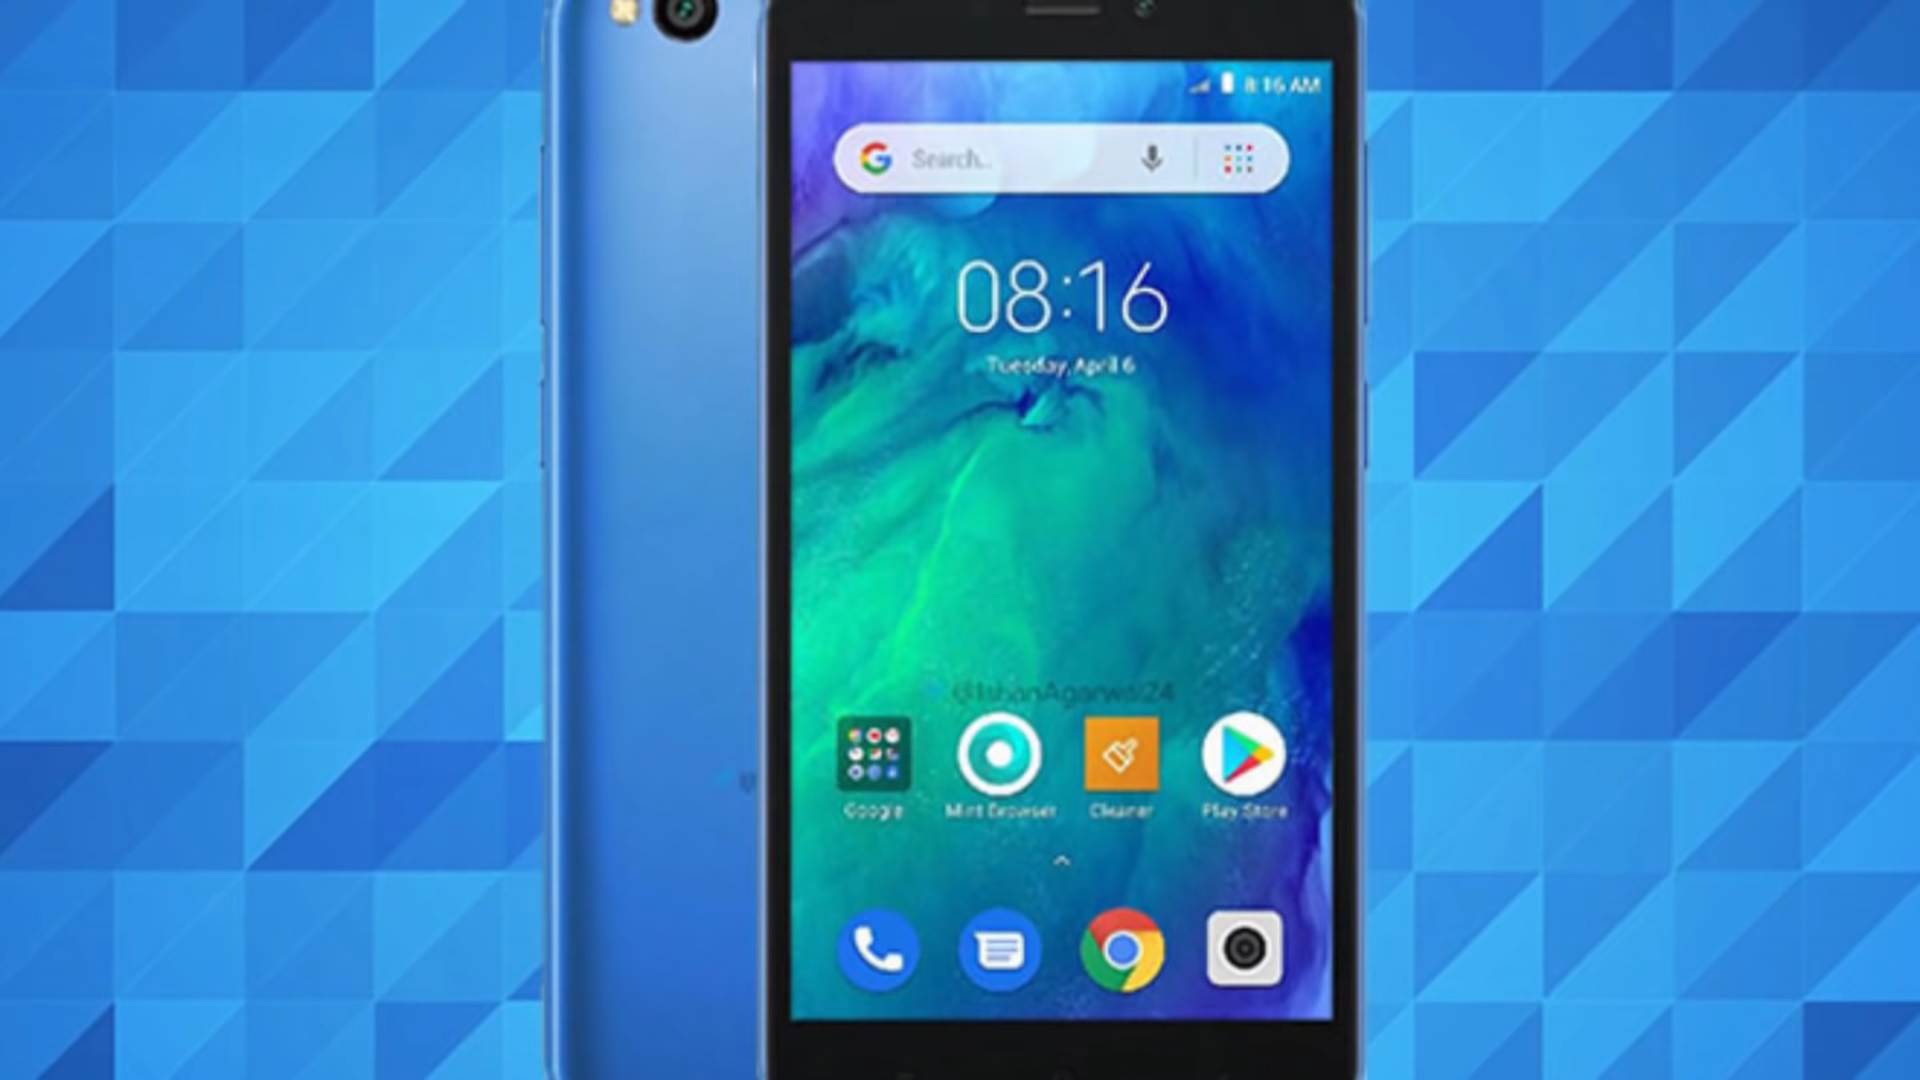 8:16 AM
Search...
08:16
Tuesday, April 6
@IshanAgarwal24
Google
Mint Browser
Cleaner
Play Store